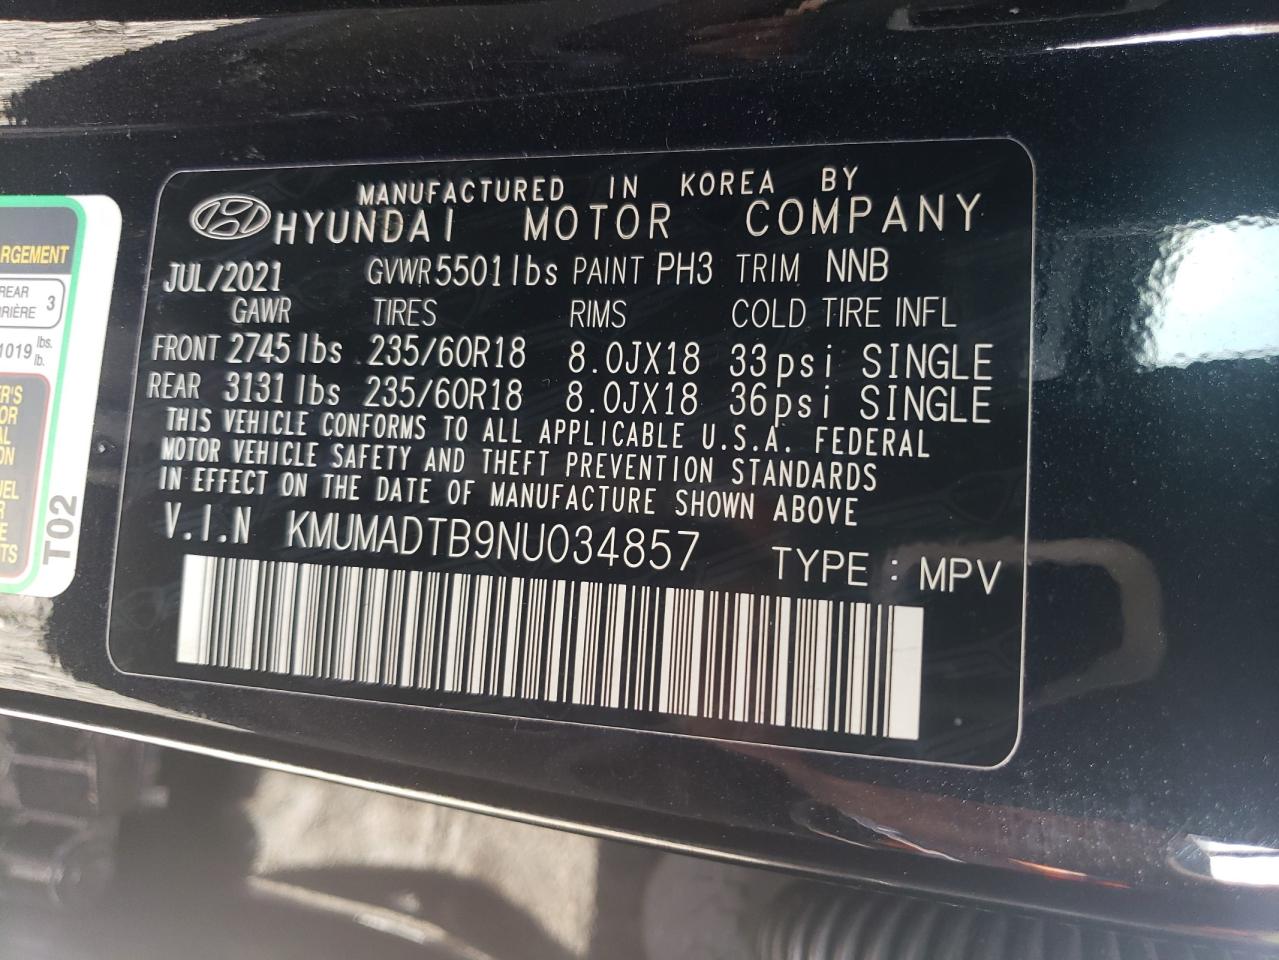 MANUFACTURED IN KOREA BY
HYUNDAI MOTOR COMPANY
JUL/2021 GVWR 5501lbs PAINT PH3 TRIM NNB
GAWR TIRES RIMS COLD TIRE INFL
FRONT 2745lbs 235/60R18 8.0JX18 33psi SINGLE
REAR 3131lbs 235/60R18 8.0JX18 36psi SINGLE
THIS VEHICLE CONFORMS TO ALL APPLICABLE U.S.A. FEDERAL
MOTOR VEHICLE SAFETY AND THEFT PREVENTION STANDARDS
IN EFFECT ON THE DATE OF MANUFACTURE SHOWN ABOVE
V.I.N KMUMADTB9NU034857 TYPE : MPV
REAR
3
1019 lbs.
lb.
T02